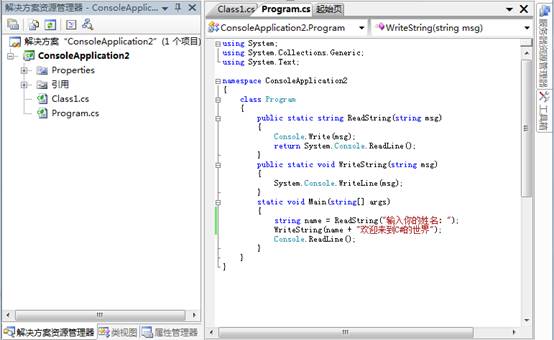 解决方案资源管理器 - ConsoleApplic...
解决方案 "ConsoleApplication2" (1 个项目)
ConsoleApplication2
Properties
引用
Class1.cs
Program.cs
解决方案资源管理器
类视图
属性管理器
Class1.cs
Program.cs
起始页
ConsoleApplication2.Program
WriteString(string msg)
using System;
using System.Collections.Generic;
using System.Text;
namespace ConsoleApplication2
{
class Program
{
public static string ReadString(string msg)
{
Console.Write(msg);
return System.Console.ReadLine();
}
public static void WriteString(string msg)
{
System.Console.WriteLine(msg);
}
static void Main(string[] args)
{
string name = ReadString("输入你的姓名: ");
WriteString(name + "欢迎来到C#的世界");
Console.ReadLine();
}
}
}
服务器资源管理器
工具箱